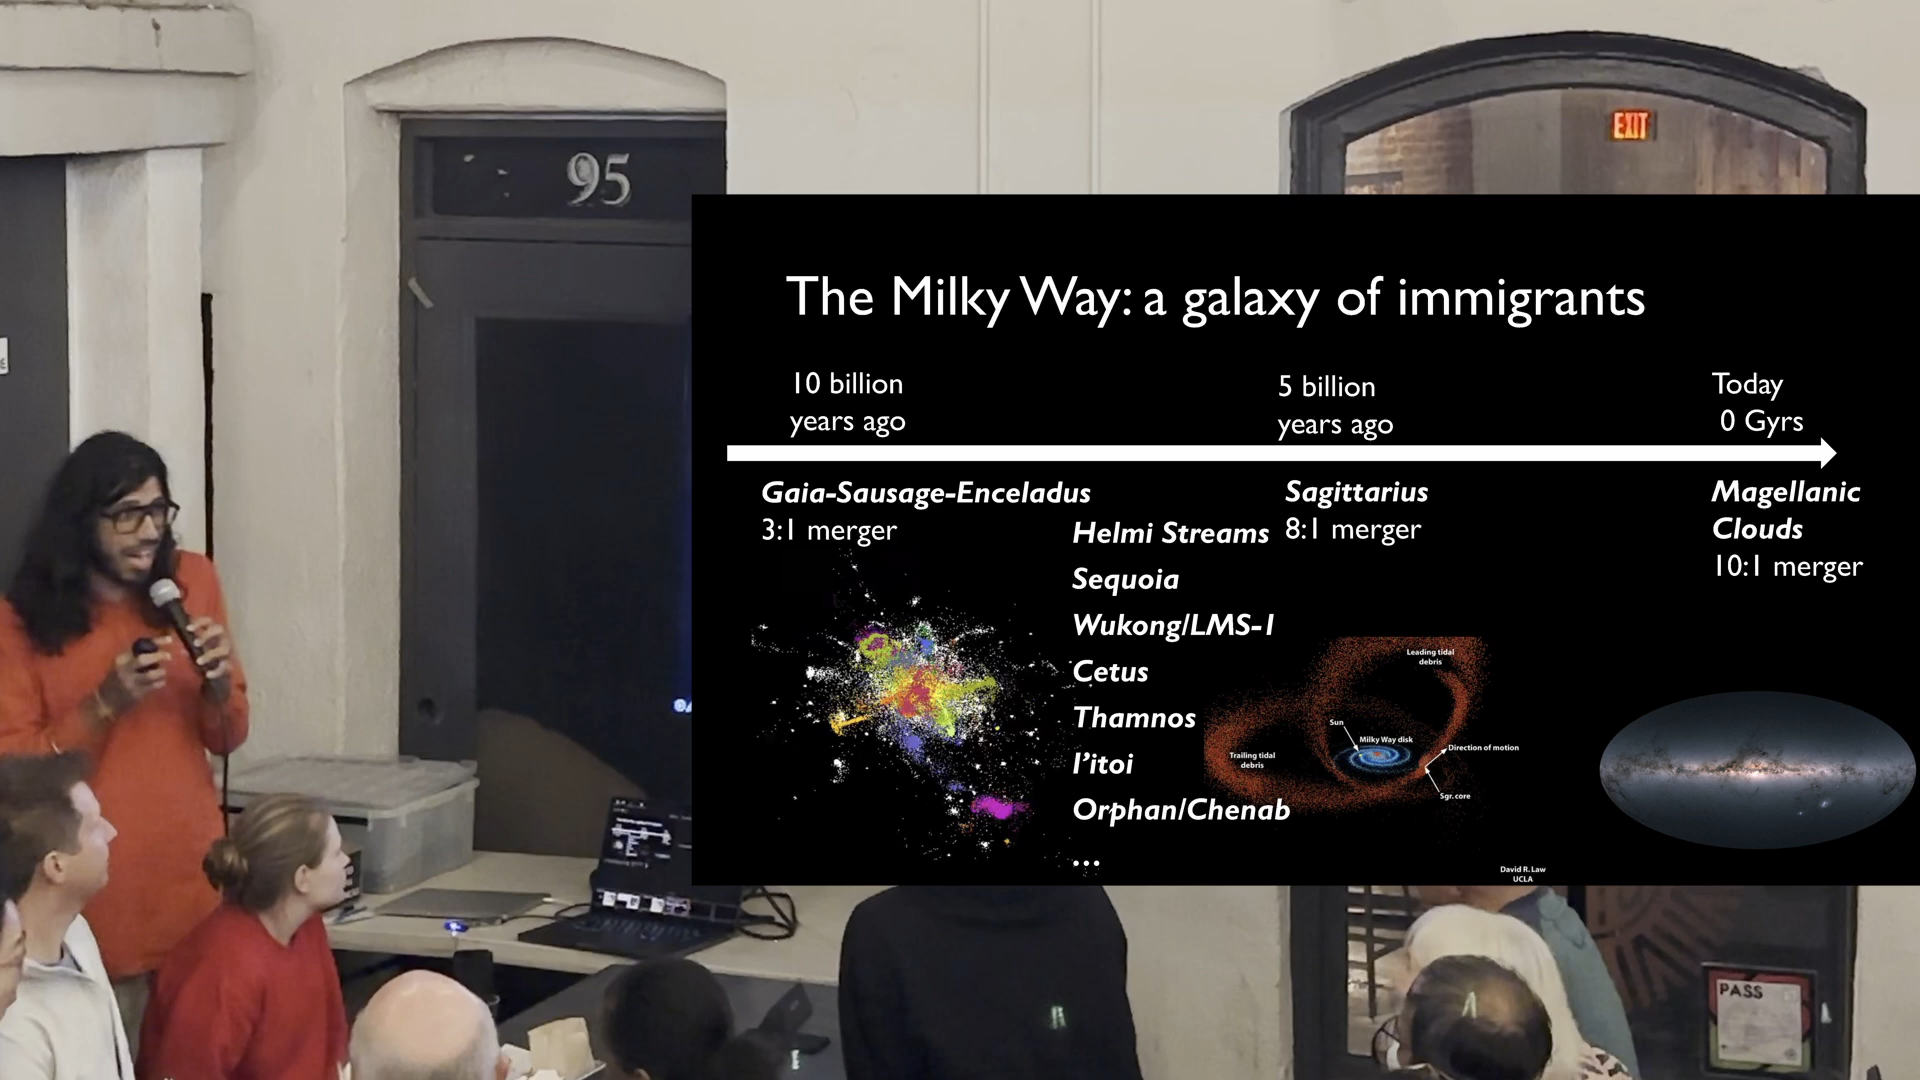 95
EXIT
The Milky Way: a galaxy of immigrants
10 billion
years ago
5 billion
years ago
Today
0 Gyrs
Gaia-Sausage-Enceladus
3:1 merger
Helmi Streams
Sequoia
Wukong/LMS-1
Cetus
Thamnos
I'itoi
Orphan/Chenab
...
Sagittarius
8:1 merger
Magellanic
Clouds
10:1 merger
Leading tidal
debris
Sun
Milky Way disk
Direction of motion
Trailing tidal
debris
Sgr. core
David R. Law
UCLA
PASS